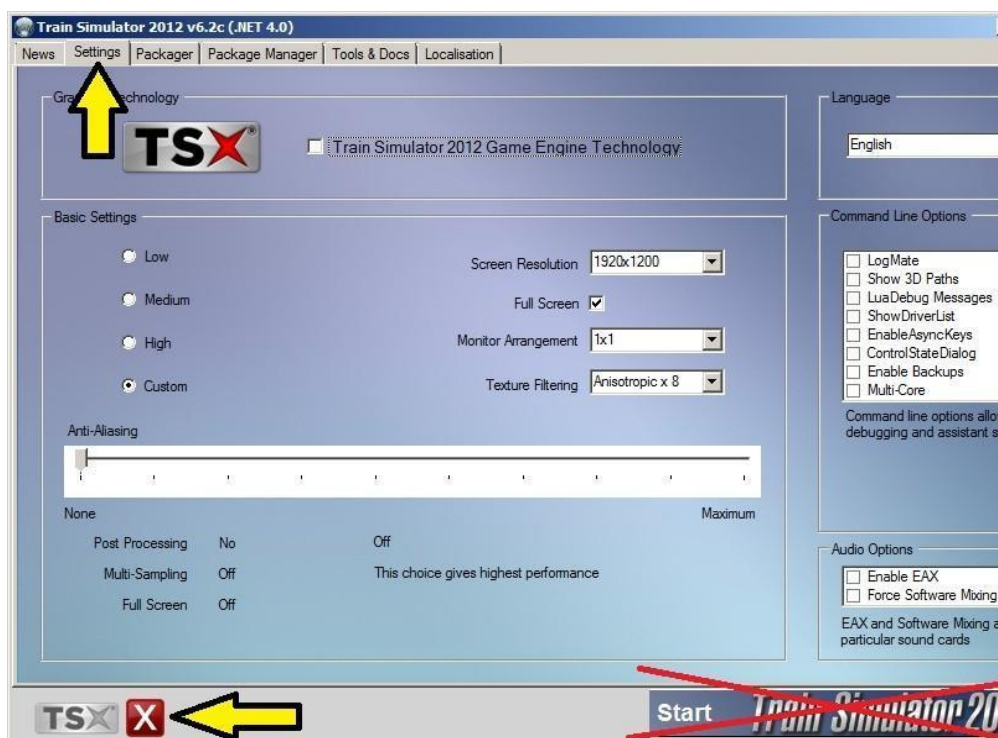 Train Simulator 2012 v6.2c (.NET 4.0)
News Settings Packager Package Manager Tools & Docs Localisation
TSX
Train Simulator 2012 Game Engine Technology
Language
English
Basic Settings
Low
Medium
High
Custom
Screen Resolution 1920x1200
Full Screen
Monitor Arrangement 1x1
Texture Filtering Anisotropic x 8
Anti-Aliasing
None Maximum
Post Processing No Off
Multi-Sampling Off This choice gives highest performance
Full Screen Off
Command Line Options
LogMate
Show 3D Paths
LuaDebug Messages
ShowDriverList
EnableAsyncKeys
ControlStateDialog
Enable Backups
Multi-Core
Command line options
debugging and assistant
Audio Options
Enable EAX
Force Software Mixing
EAX and Software Mixing
particular sound cards
TSX X
Start Train Simulator 20